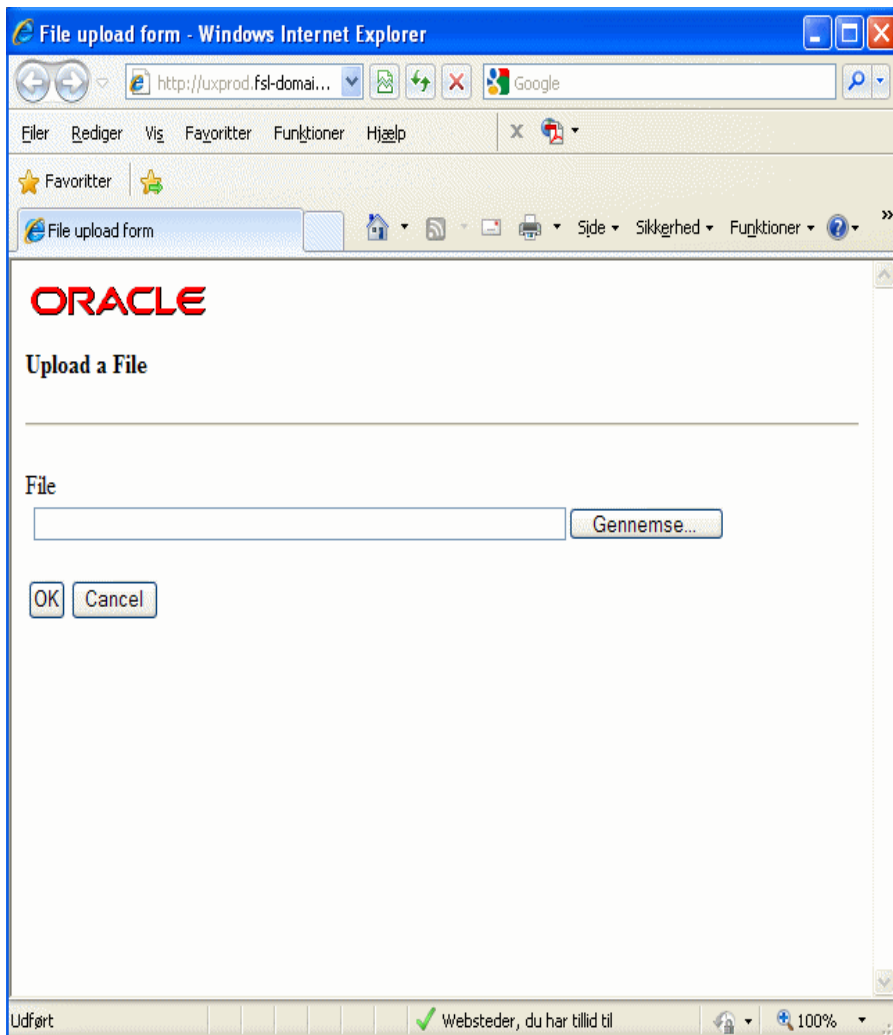 File upload form - Windows Internet Explorer
http://uxprod.fsl-domai... Google
Filer Rediger Vis Favoritter Funktioner Hjælp X
Favoritter
File upload form Side Sikkerhed Funktioner »
ORACLE
Upload a File
File
Gennemse...
OK Cancel
Udført Websteder, du har tillid til 100%